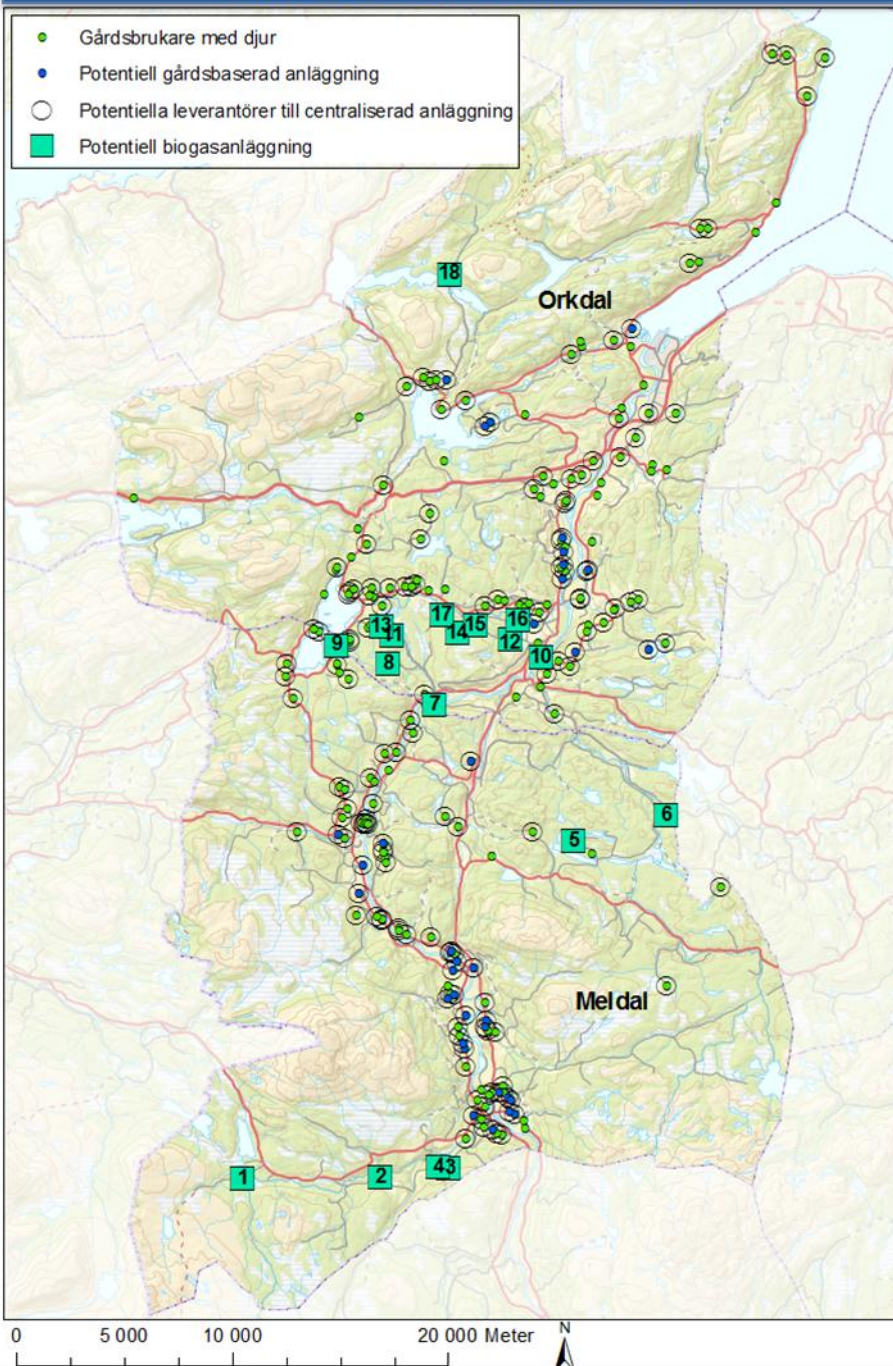 Gårdsbrukare med djur
Potentiell gårdsbaserad anläggning
Potentiella leverantörer till centraliserad anläggning
Potentiell biogasanläggning
18
Orkdal
17
13
16
15
11
14
9
12
10
8
7
6
5
Meldal
43
1
2
0 5 000 10 000 20 000 Meter
N